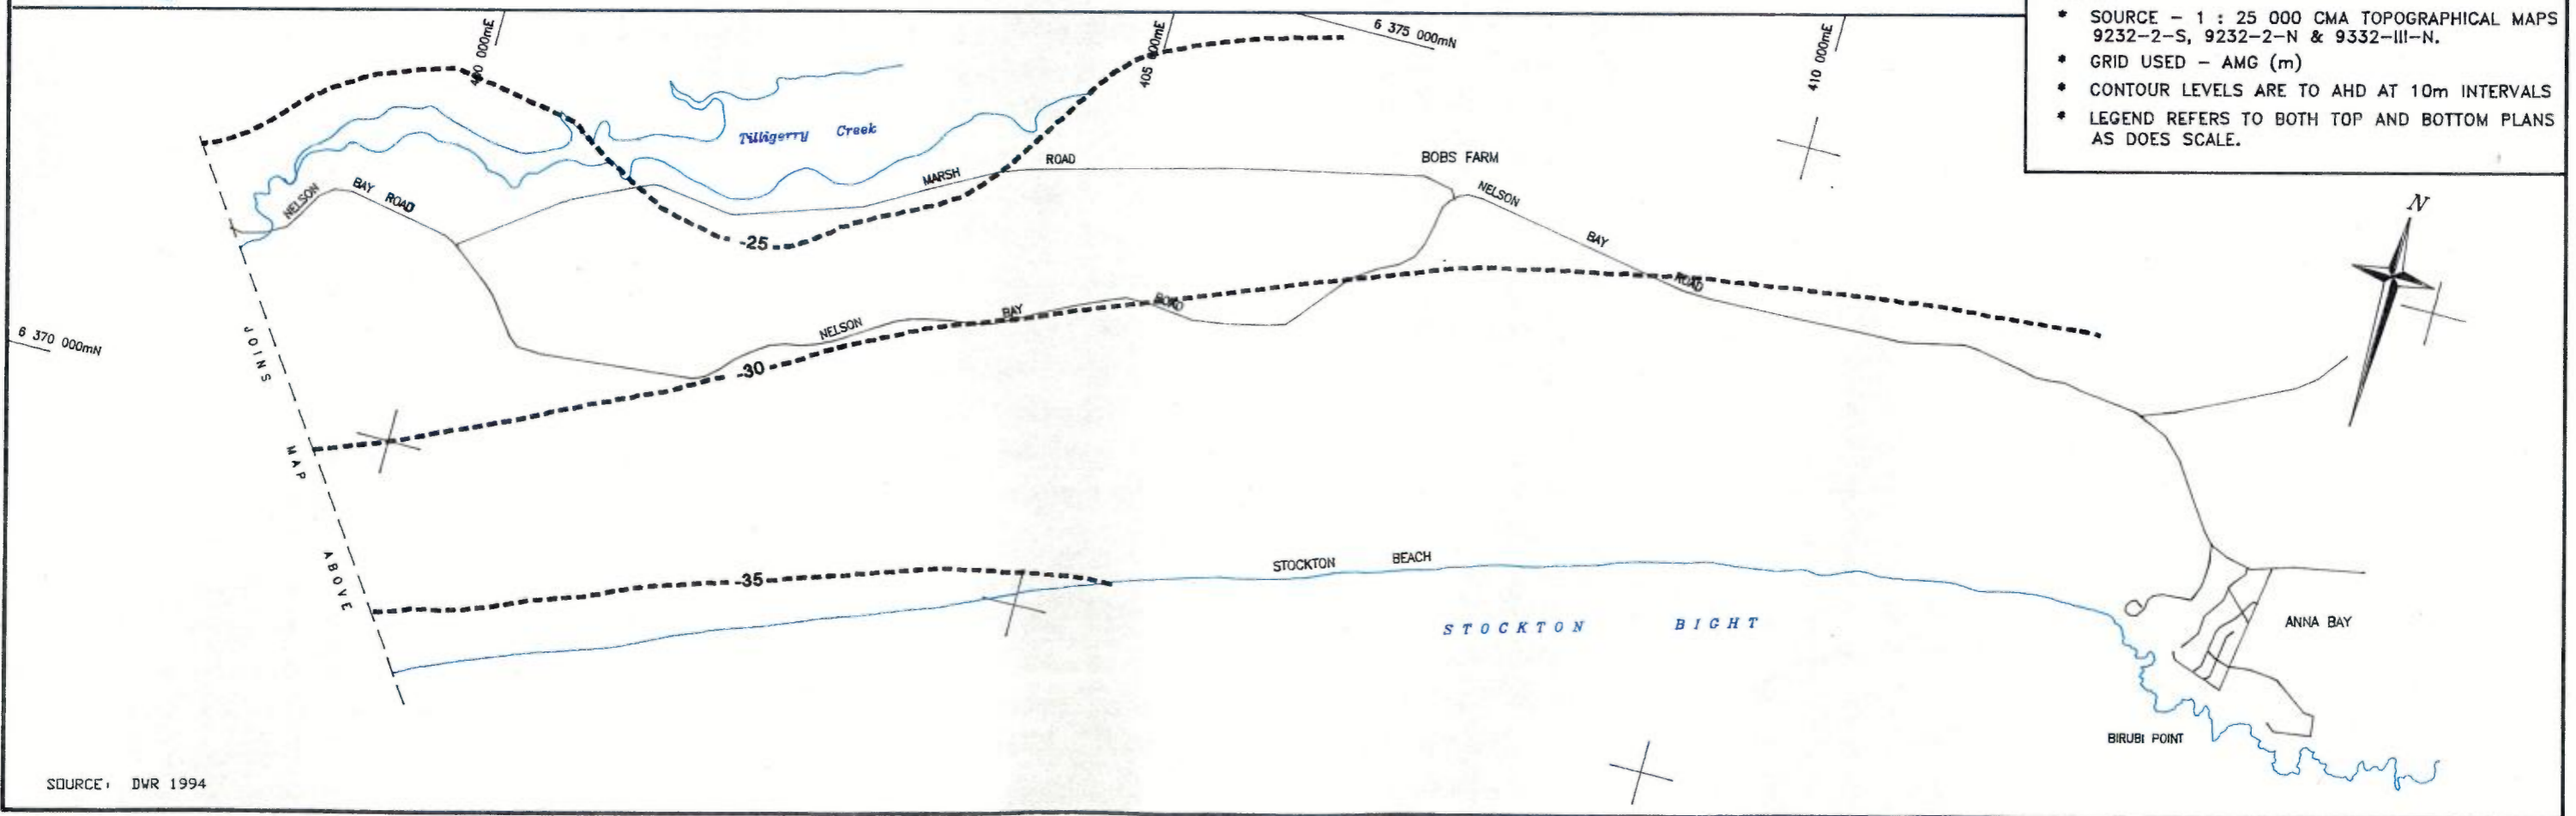 * SOURCE - 1 : 25 000 CMA TOPOGRAPHICAL MAPS
9232-2-S, 9232-2-N & 9332-III-N.
* GRID USED - AMG (m)
* CONTOUR LEVELS ARE TO AHD AT 10m INTERVALS
* LEGEND REFERS TO BOTH TOP AND BOTTOM PLANS
AS DOES SCALE.
400 000mE
405 000mE
6 375 000mN
410 000mE
Tilligerry Creek
MARSH ROAD
BOBS FARM
NELSON BAY ROAD
NELSON BAY ROAD
N
-25
6 370 000mN
JOINS MAP ABOVE
NELSON BAY ROAD
-30
-35
STOCKTON BEACH
STOCKTON BIGHT
ANNA BAY
BIRUBI POINT
SOURCE: DWR 1994